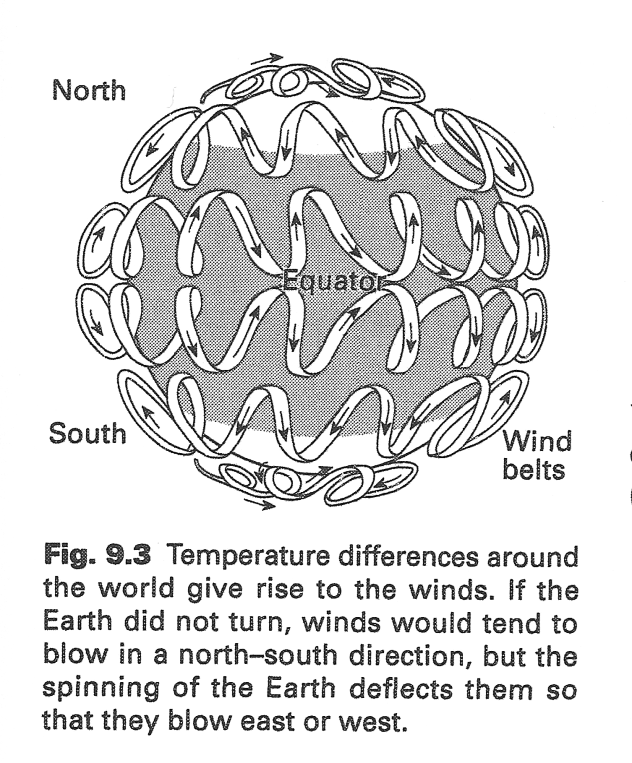 North
Equator
South
Wind
belts
Fig. 9.3 Temperature differences around
the world give rise to the winds. If the
Earth did not turn, winds would tend to
blow in a north–south direction, but the
spinning of the Earth deflects them so
that they blow east or west.